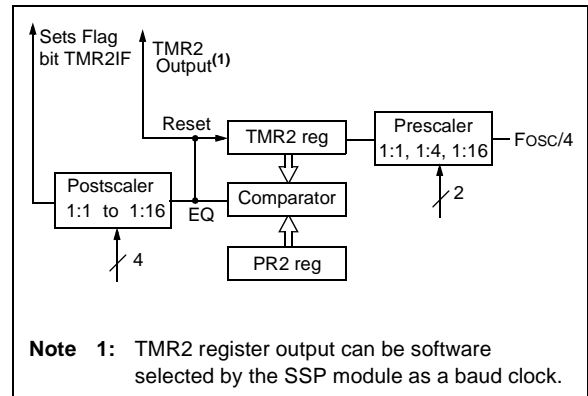 Sets Flag
bit TMR2IF
TMR2
Output(1)
Reset
TMR2 reg
Prescaler
1:1, 1:4, 1:16
FOSC/4
2
Postscaler
1:1 to 1:16
EQ
Comparator
4
PR2 reg
Note 1: TMR2 register output can be software
selected by the SSP module as a baud clock.